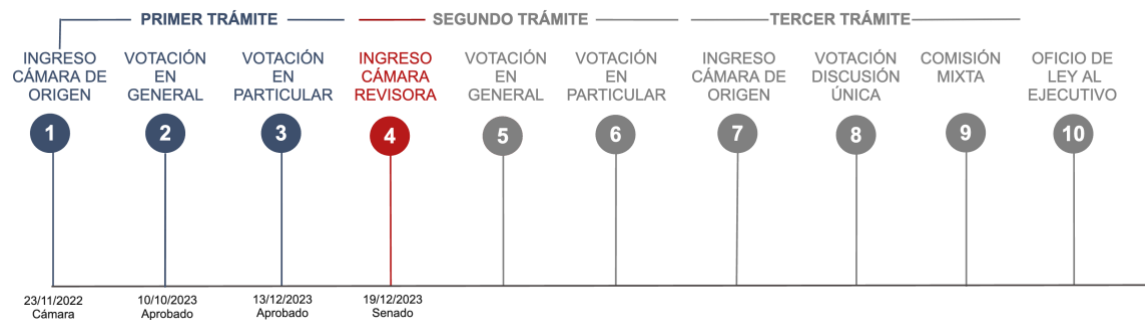 PRIMER TRÁMITE
SEGUNDO TRÁMITE
TERCER TRÁMITE
INGRESO
CÁMARA DE
ORIGEN
VOTACIÓN
EN
GENERAL
VOTACIÓN
EN
PARTICULAR
INGRESO
CÁMARA
REVISORA
VOTACIÓN
EN
GENERAL
VOTACIÓN
EN
PARTICULAR
INGRESO
CÁMARA DE
ORIGEN
VOTACIÓN
DISCUSIÓN
ÚNICA
COMISIÓN
MIXTA
OFICIO DE
LEY AL
EJECUTIVO
1
2
3
4
5
6
7
8
9
10
23/11/2022
Cámara
10/10/2023
Aprobado
13/12/2023
Aprobado
19/12/2023
Senado